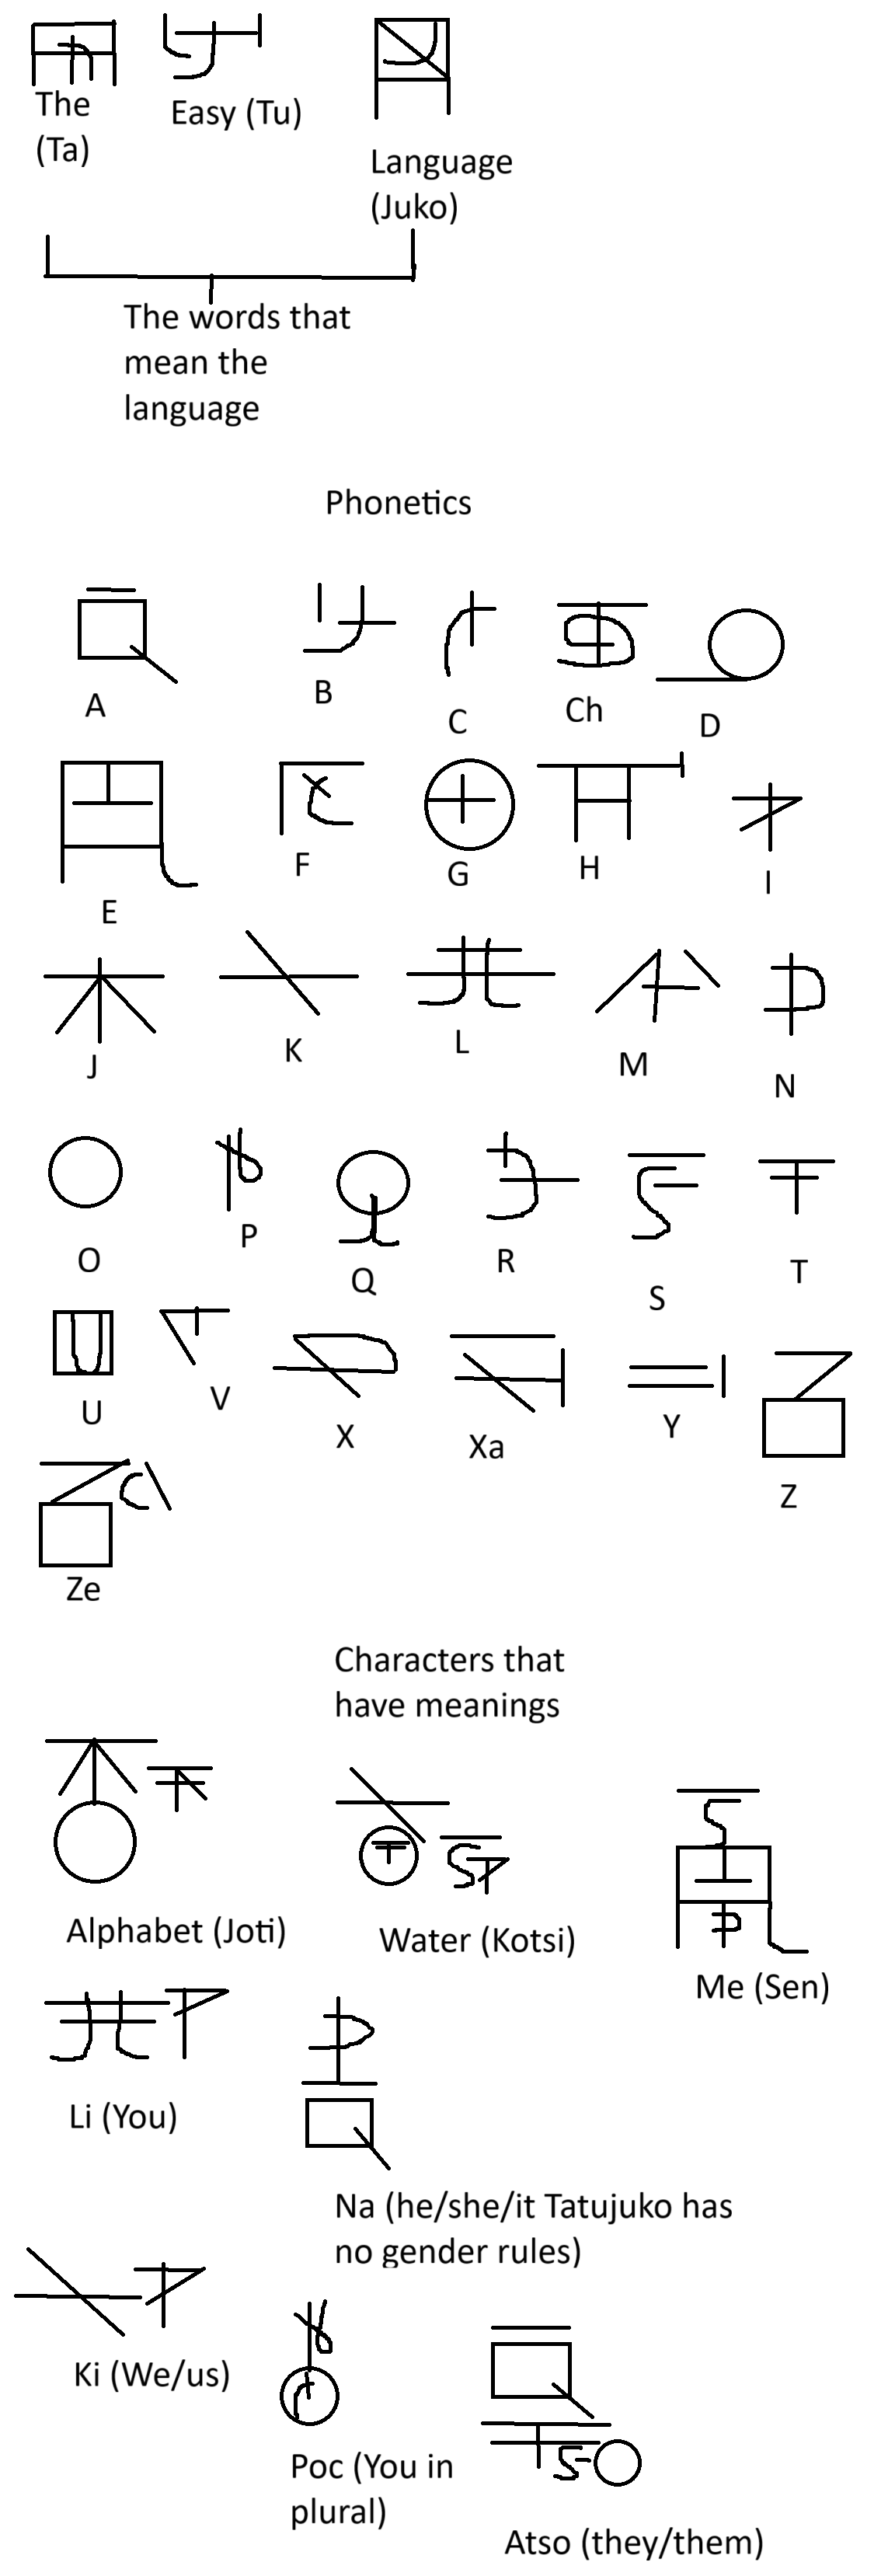 The
(Ta)
Easy (Tu)
Language
(Juko)
The words that
mean the
language
Phonetics
A
B
C
Ch
D
E
F
G
H
I
J
K
L
M
N
O
P
Q
R
S
T
U
V
X
Xa
Y
Z
Ze
Characters that
have meanings
Alphabet (Joti)
Water (Kotsi)
Me (Sen)
Li (You)
Na (he/she/it Tatujuko has
no gender rules)
Ki (We/us)
Poc (You in
plural)
Atso (they/them)